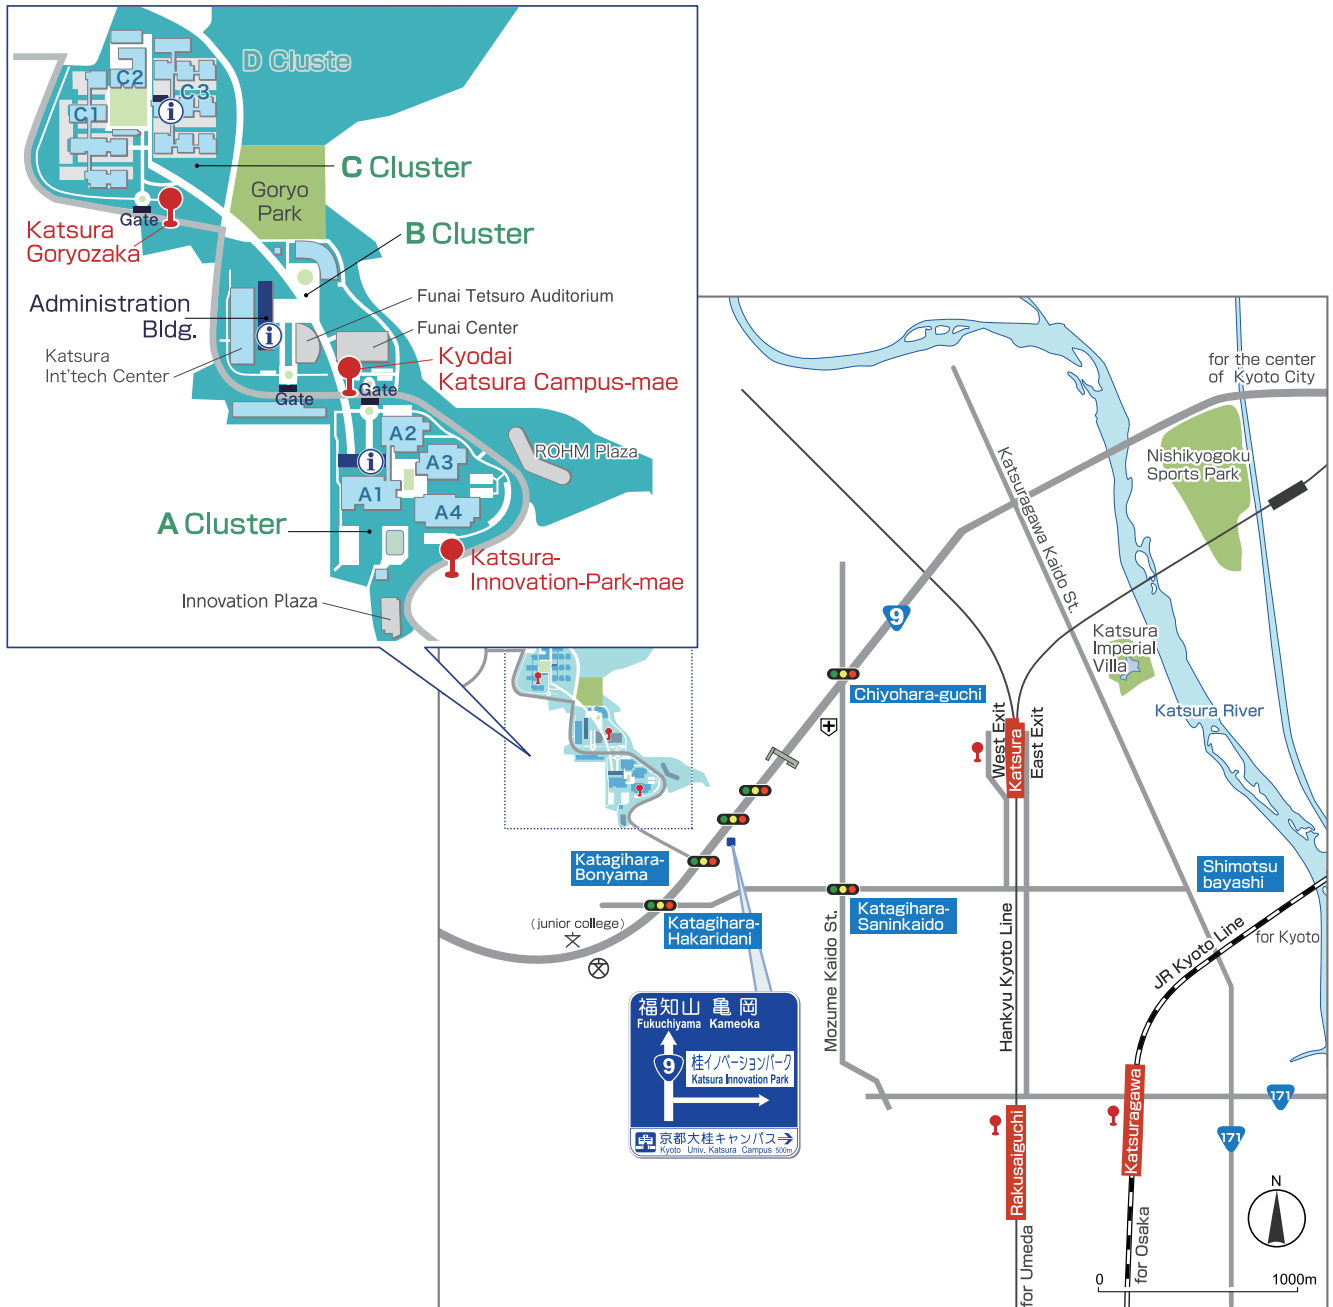 D Cluste
C2
C3
C1
C Cluster
Goryo
Park
Gate
Katsura
Goryozaka
B Cluster
Administration
Bldg.
Funai Tetsuro Auditorium
Funai Center
Katsura
Int'tech Center
Kyodai
Katsura Campus-mae
Gate
Gate
A2
A3
ROHM Plaza
A1
A4
A Cluster
Katsura-
Innovation-Park-mae
Innovation Plaza
for the center
of Kyoto City
Nishikyogoku
Sports Park
Katsuragawa Kaido St.
9
Katsura
Imperial
Villa
Chiyohara-guchi
Katsura River
West Exit
Katsura
East Exit
Katagihara-
Bonyama
Shimotsu
bayashi
(junior college)
Katagihara-
Hakaridani
Katagihara-
Saninkaido
Mozume Kaido St.
Hankyu Kyoto Line
JR Kyoto Line
for Kyoto
福知山 亀岡
Fukuchiyama Kameoka
9
桂イノベーションパーク
Katsura Innovation Park
京都大桂キャンパス
Kyoto Univ. Katsura Campus 500m
171
171
Rakusaiguchi
Katsuragawa
for Umeda
for Osaka
N
0 1000m